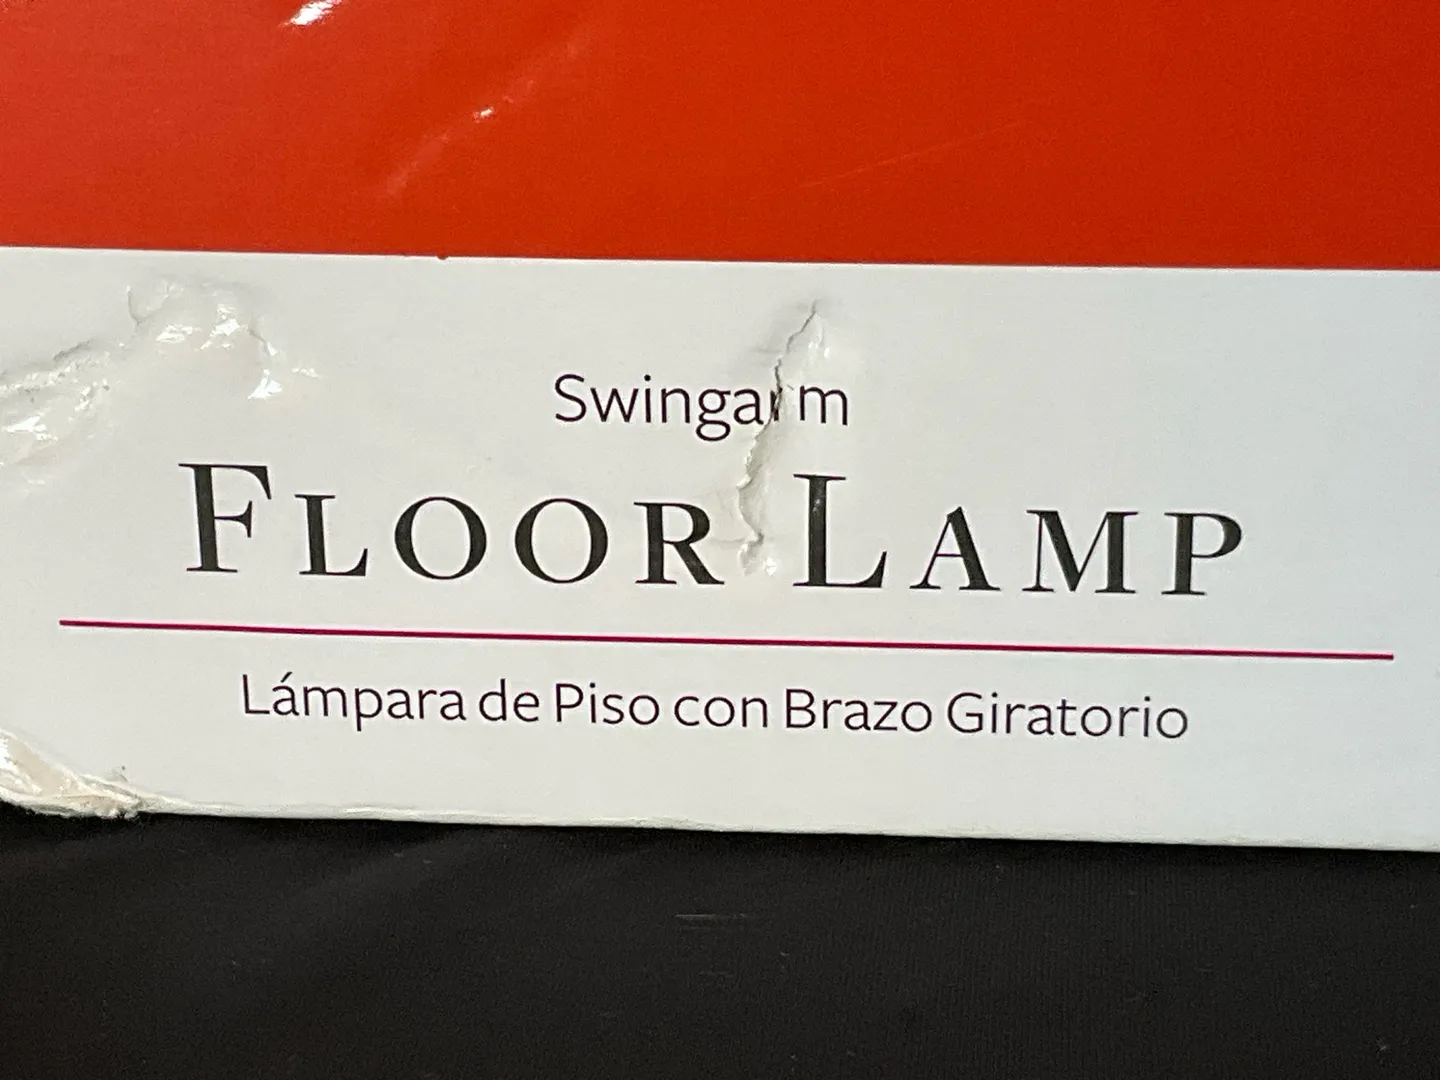 Swingarm
FLOOR LAMP
Lámpara de Piso con Brazo Giratorio